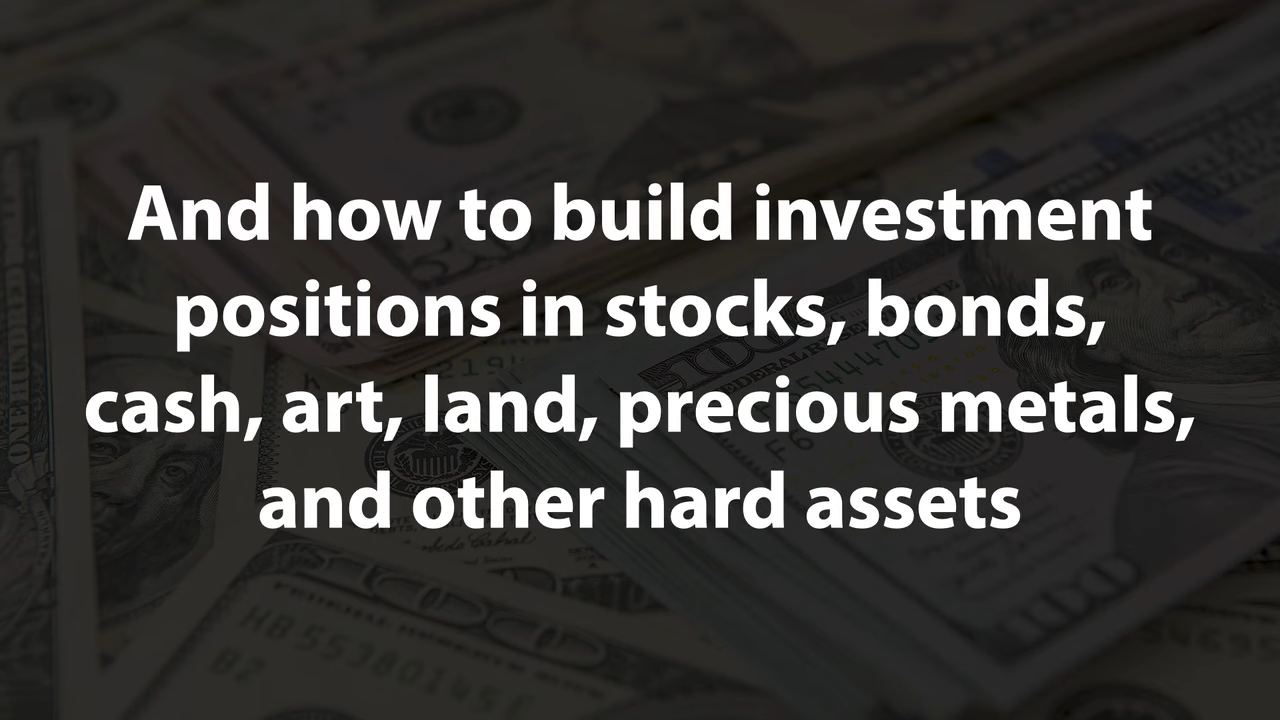 And how to build investment
positions in stocks, bonds,
cash, art, land, precious metals,
and other hard assets